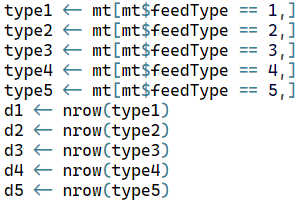 type1 <- mt[mt$feedType == 1,]
type2 <- mt[mt$feedType == 2,]
type3 <- mt[mt$feedType == 3,]
type4 <- mt[mt$feedType == 4,]
type5 <- mt[mt$feedType == 5,]
d1 <- nrow(type1)
d2 <- nrow(type2)
d3 <- nrow(type3)
d4 <- nrow(type4)
d5 <- nrow(type5)